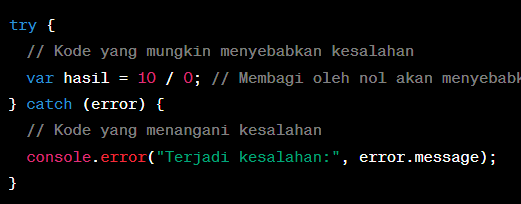 try {
  // Kode yang mungkin menyebabkan kesalahan
  var hasil = 10 / 0; // Membagi oleh nol akan
} catch (error) {
  // Kode yang menangani kesalahan
  console.error("Terjadi kesalahan:", error.message);
}